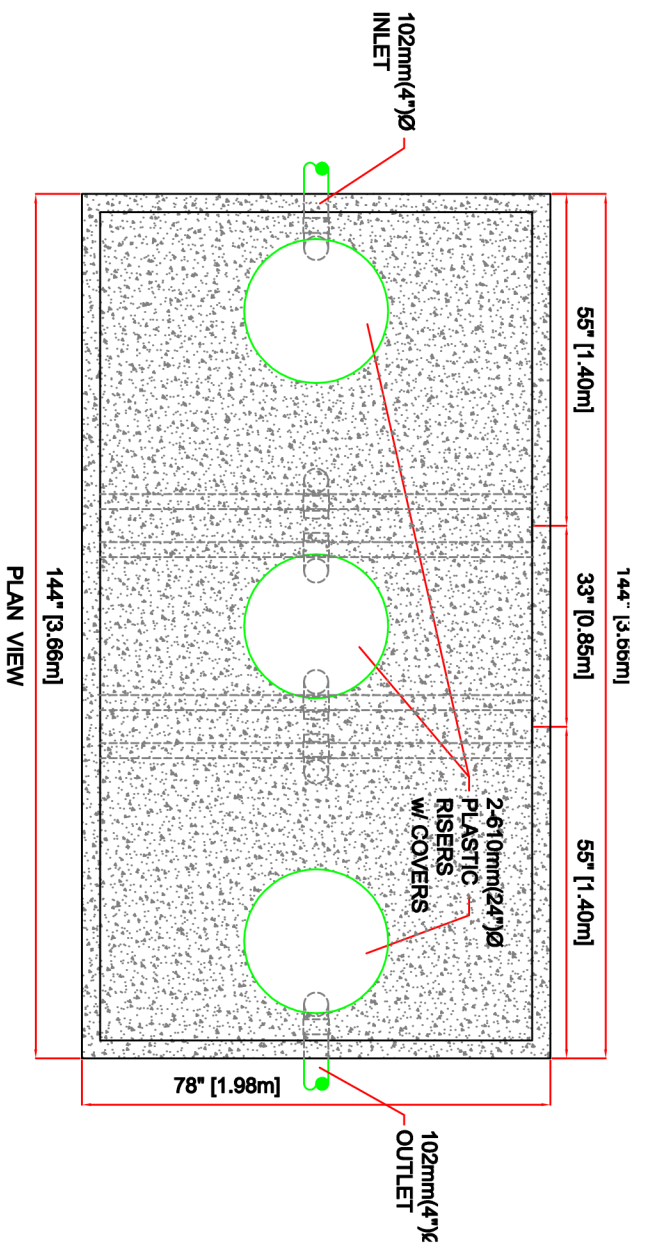 102mm(4")Ø
INLET
144" [3.66m]
55" [1.40m]
33" [0.85m]
55" [1.40m]
2-610mm(24")Ø
PLASTIC
RISERS
w/ COVERS
78" [1.98m]
102mm(4")Ø
OUTLET
144" [3.66m]
PLAN VIEW